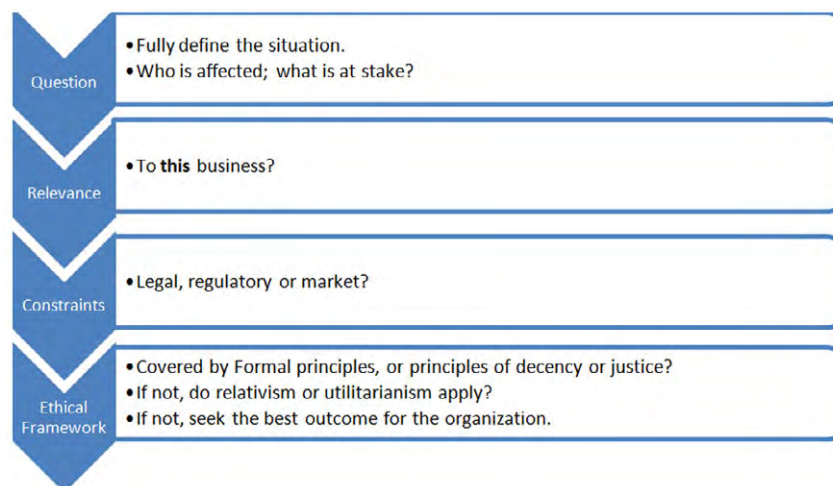 Question
•Fully define the situation.
•Who is affected; what is at stake?
Relevance
•To this business?
Constraints
•Legal, regulatory or market?
Ethical
Framework
•Covered by Formal principles, or principles of decency or justice?
•If not, do relativism or utilitarianism apply?
•If not, seek the best outcome for the organization.